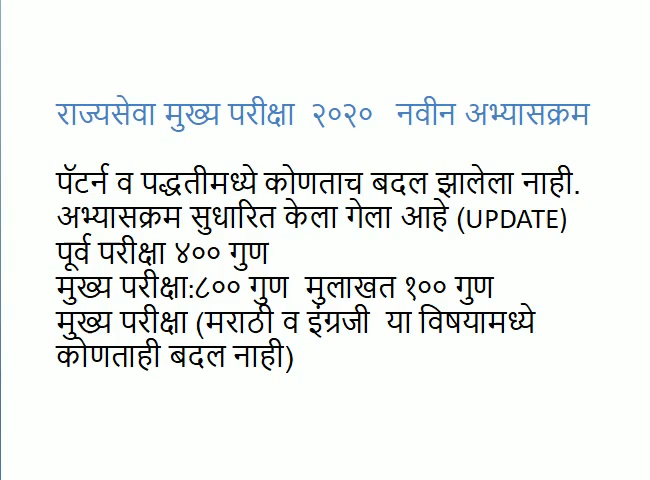 राज्यसेवा मुख्य परीक्षा २०२० नवीन अभ्यासक्रम
पॅटर्न व पद्धतीमध्ये कोणताच बदल झालेला नाही.
अभ्यासक्रम सुधारित केला गेला आहे (UPDATE)
पूर्व परीक्षा ४०० गुण
मुख्य परीक्षा:८०० गुण मुलाखत १०० गुण
मुख्य परीक्षा (मराठी व इंग्रजी या विषयामध्ये
कोणताही बदल नाही)